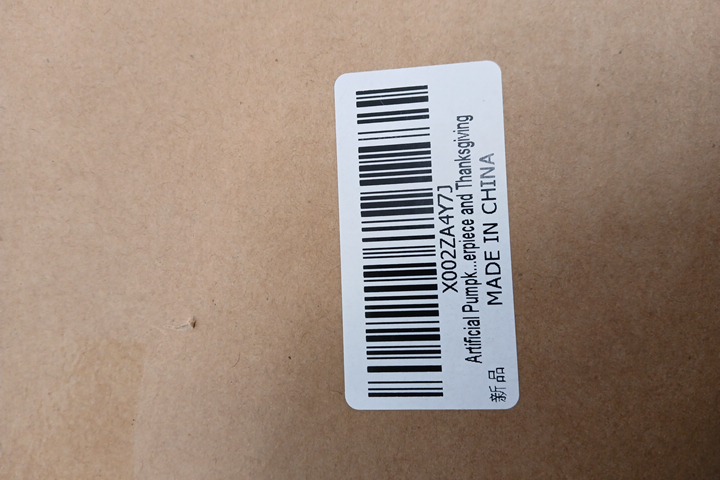 X002ZA4Y7J
Artificial Pumpk...erpiece and Thanksgiving
MADE IN CHINA
新品